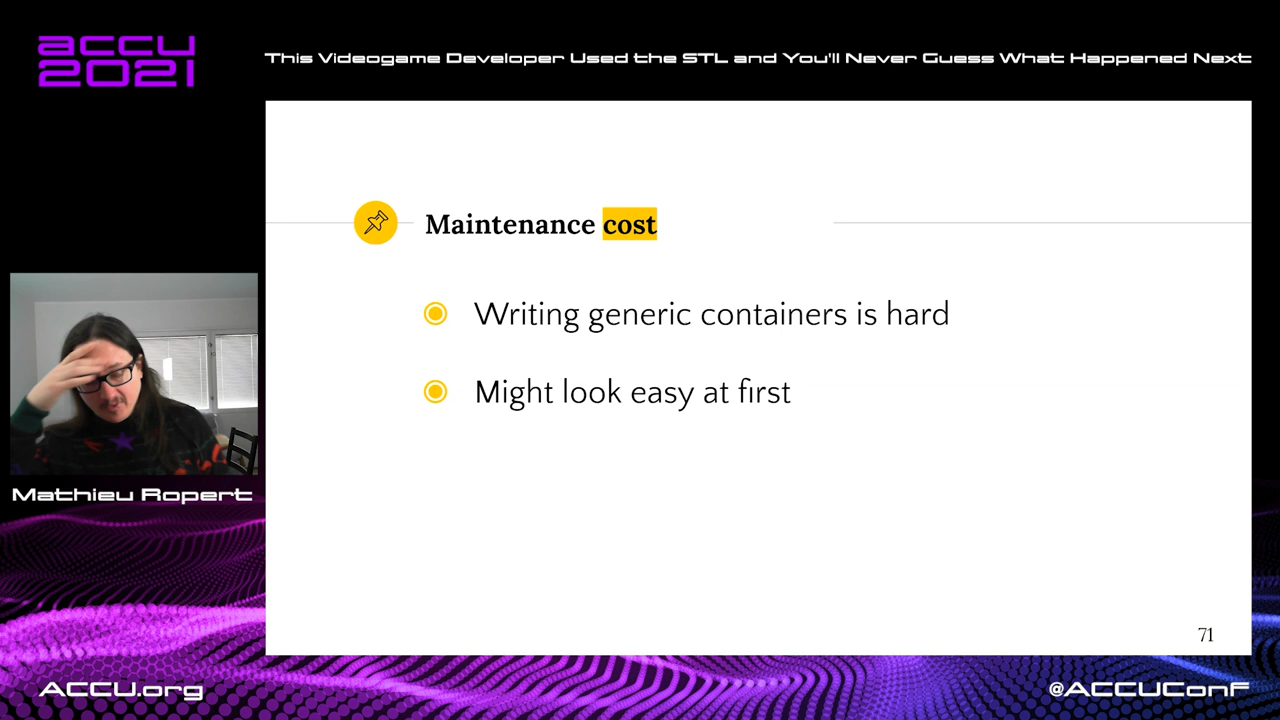 accu
2021
This Videogame Developer Used the STL and You'll Never Guess What Happened Next
Maintenance cost
Writing generic containers is hard
Might look easy at first
Mathieu Ropert
71
ACCU.org
@ACCUConf